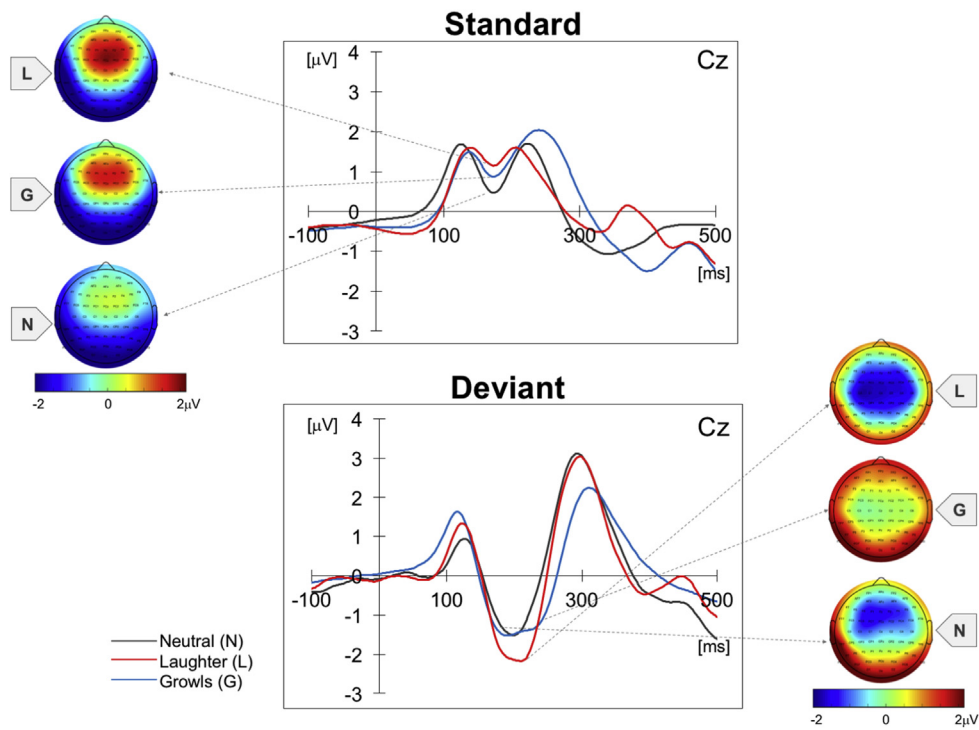 Standard
[μV]
Cz
4
3
2
1
0
-100
100
300
500
-1
[ms]
-2
-3
L
G
N
-2
0
2μV
Deviant
[μV]
Cz
4
3
2
1
0
-100
100
300
500
-1
[ms]
-2
-3
Neutral (N)
Laughter (L)
Growls (G)
L
G
N
-2
0
2μV